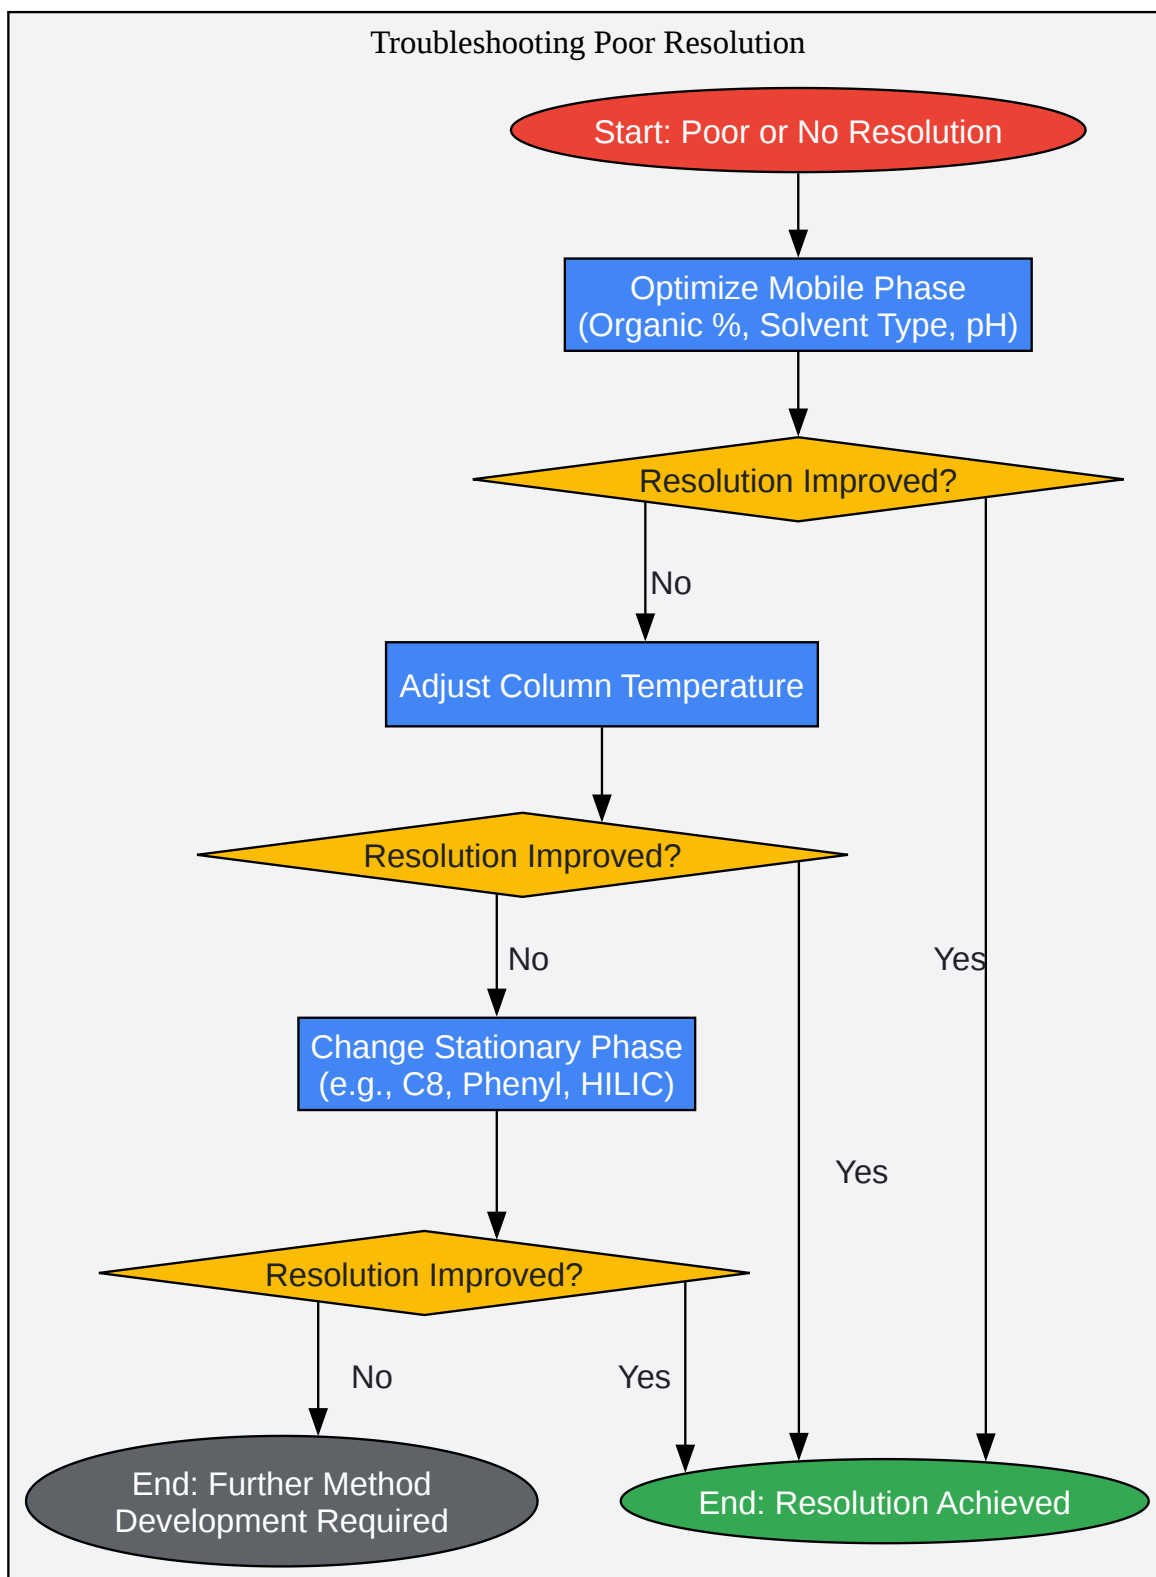 Troubleshooting Poor Resolution
Start: Poor or No Resolution
Optimize Mobile Phase
(Organic %, Solvent Type, pH)
Resolution Improved?
No
Adjust Column Temperature
Resolution Improved?
No
Yes
Change Stationary Phase
(e.g., C8, Phenyl, HILIC)
Yes
Resolution Improved?
No
Yes
End: Further Method
Development Required
End: Resolution Achieved